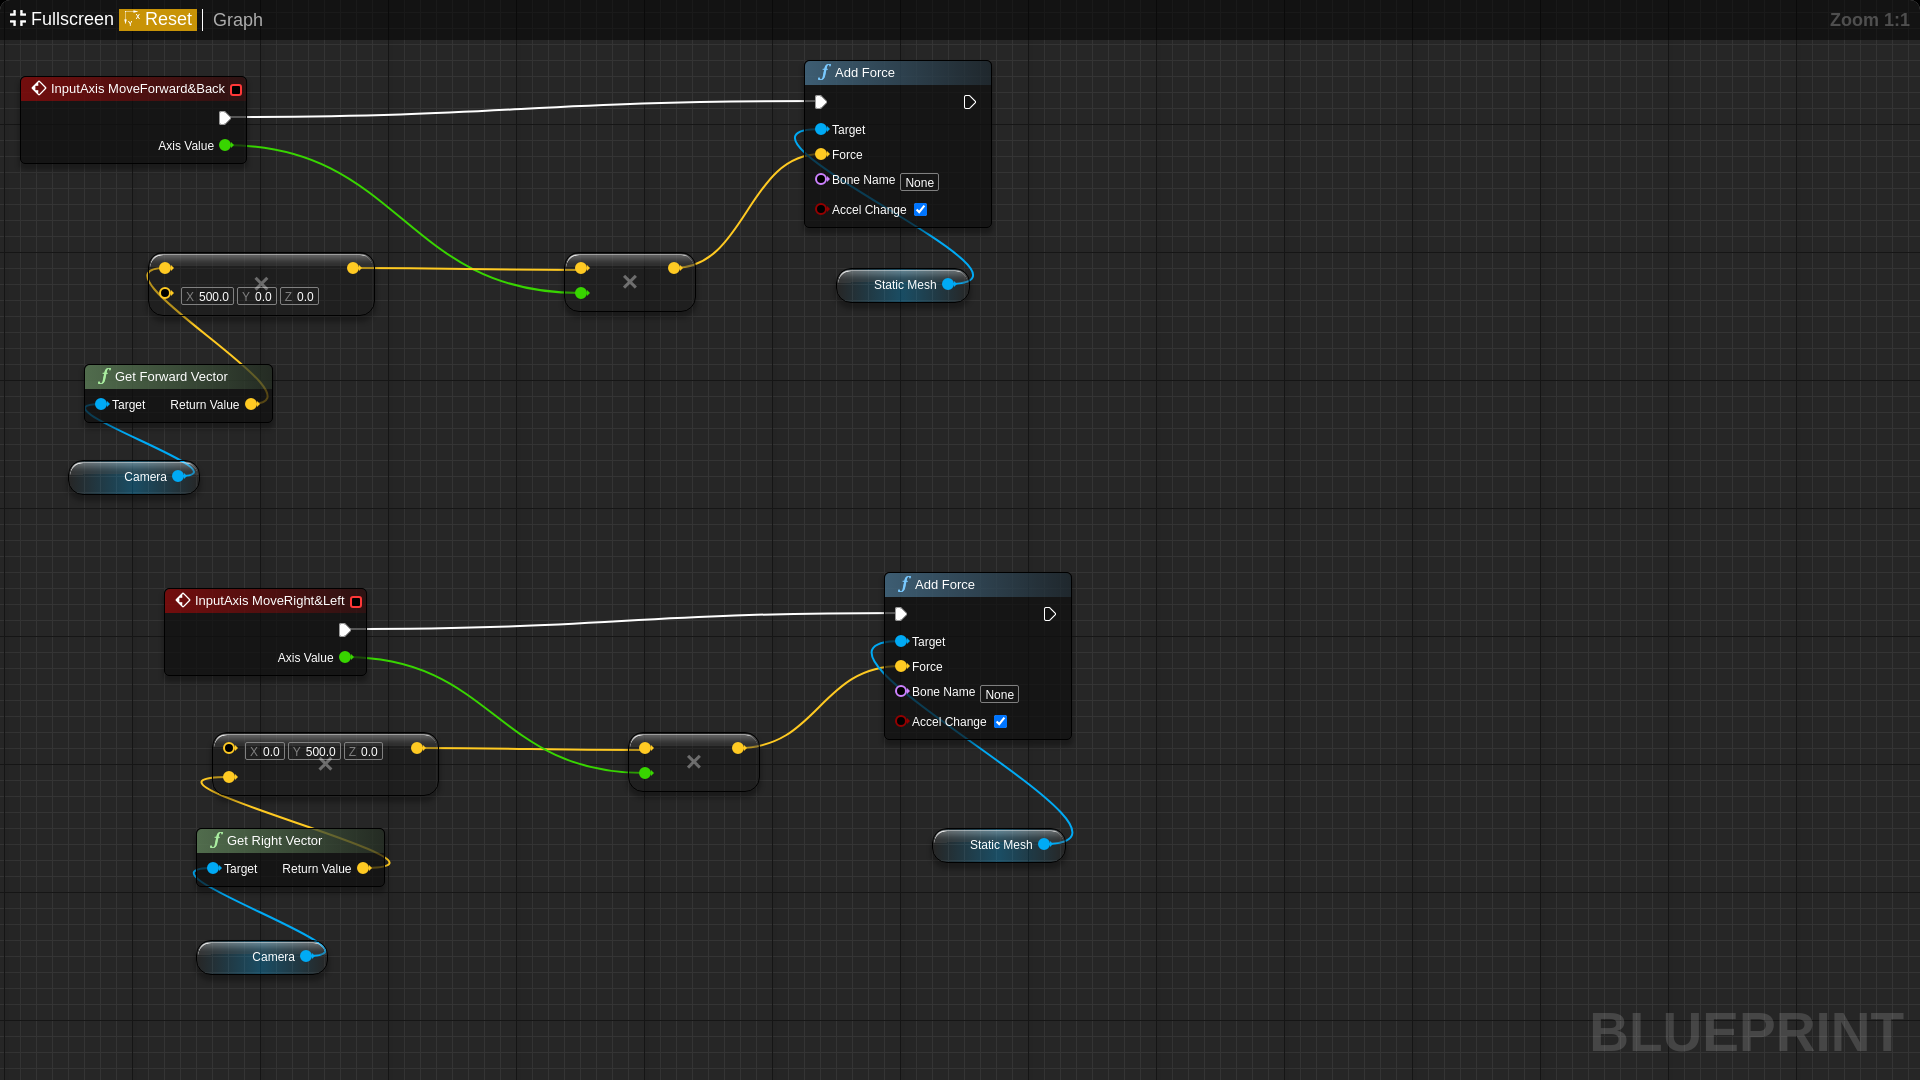 Fullscreen Reset Graph Zoom 1:1
Add Force
InputAxis MoveForward&Back
Axis Value
Target
Force
Bone Name None
Accel Change
X 500.0 Y 0.0 Z 0.0
Static Mesh
Get Forward Vector
Target Return Value
Camera
Add Force
InputAxis MoveRight&Left
Axis Value
Target
Force
Bone Name None
Accel Change
X 0.0 Y 500.0 Z 0.0
Get Right Vector
Static Mesh
Target Return Value
Camera
BLUEPRINT